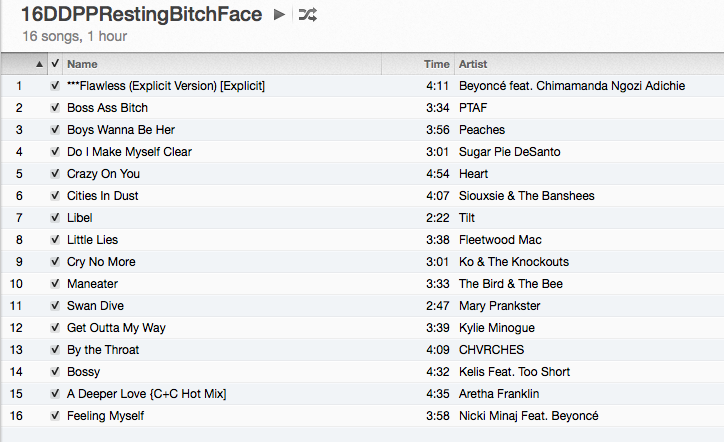 16DDPPRestingBitchFace
16 songs, 1 hour
Name Time Artist
1 ***Flawless (Explicit Version) [Explicit] 4:11 Beyoncé feat. Chimamanda Ngozi Adichie
2 Boss Ass Bitch 3:34 PTAF
3 Boys Wanna Be Her 3:56 Peaches
4 Do I Make Myself Clear 3:01 Sugar Pie DeSanto
5 Crazy On You 4:54 Heart
6 Cities In Dust 4:07 Siouxsie & The Banshees
7 Libel 2:22 Tilt
8 Little Lies 3:38 Fleetwood Mac
9 Cry No More 3:01 Ko & The Knockouts
10 Maneater 3:33 The Bird & The Bee
11 Swan Dive 2:47 Mary Prankster
12 Get Outta My Way 3:39 Kylie Minogue
13 By the Throat 4:09 CHVRCHES
14 Bossy 4:32 Kelis Feat. Too Short
15 A Deeper Love {C+C Hot Mix] 4:35 Aretha Franklin
16 Feeling Myself 3:58 Nicki Minaj Feat. Beyoncé